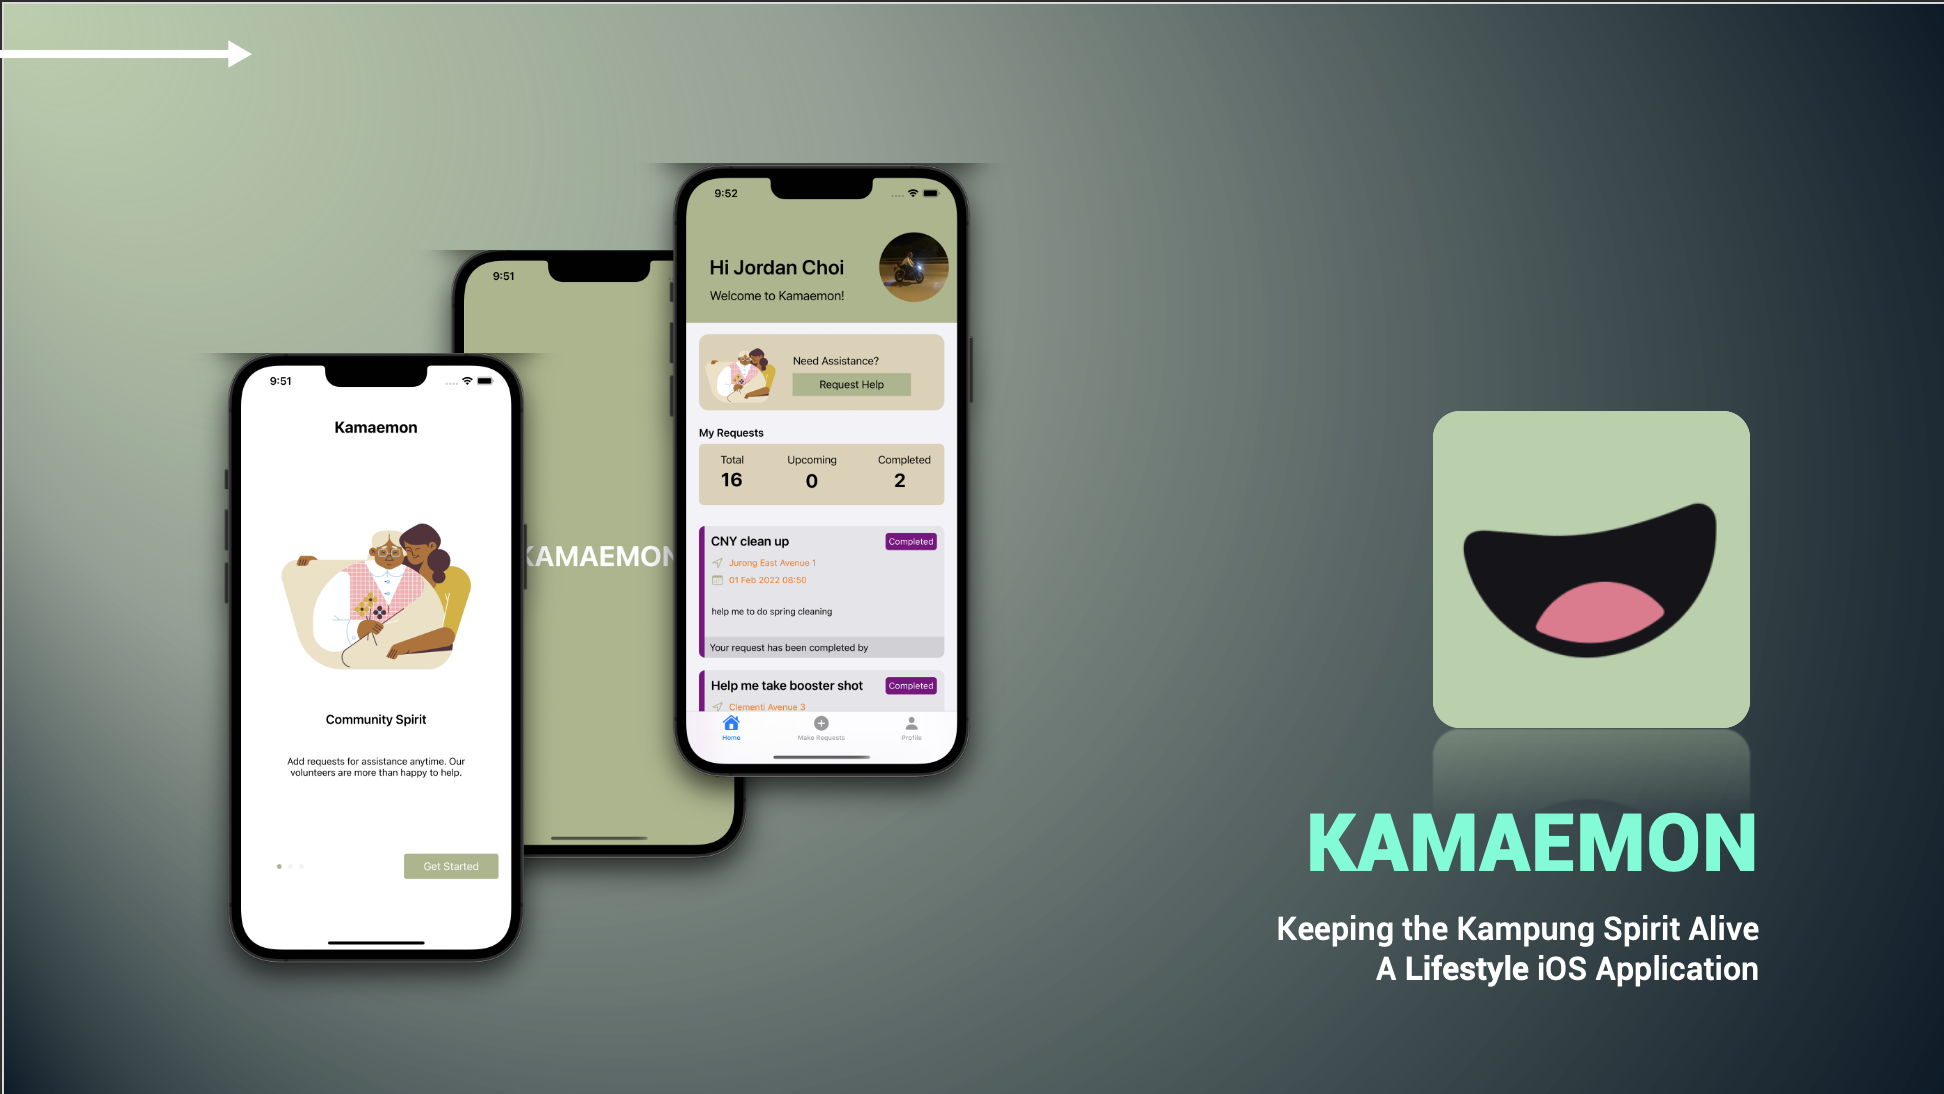 9:51
Kamaemon
Community Spirit
Add requests for assistance anytime. Our
volunteers are more than happy to help.
Get Started
9:51
KAMAEMON
9:52
Hi Jordan Choi
Welcome to Kamaemon!
Need Assistance?
Request Help
My Requests
Total Upcoming Completed
16 0 2
CNY clean up Completed
Jurong East Avenue 1
01 Feb 2022 08:50
help me to do spring cleaning
Your request has been completed by
Help me take booster shot Completed
Clementi Avenue 3
Home Make Requests Profile
KAMAEMON
Keeping the Kampung Spirit Alive
A Lifestyle iOS Application